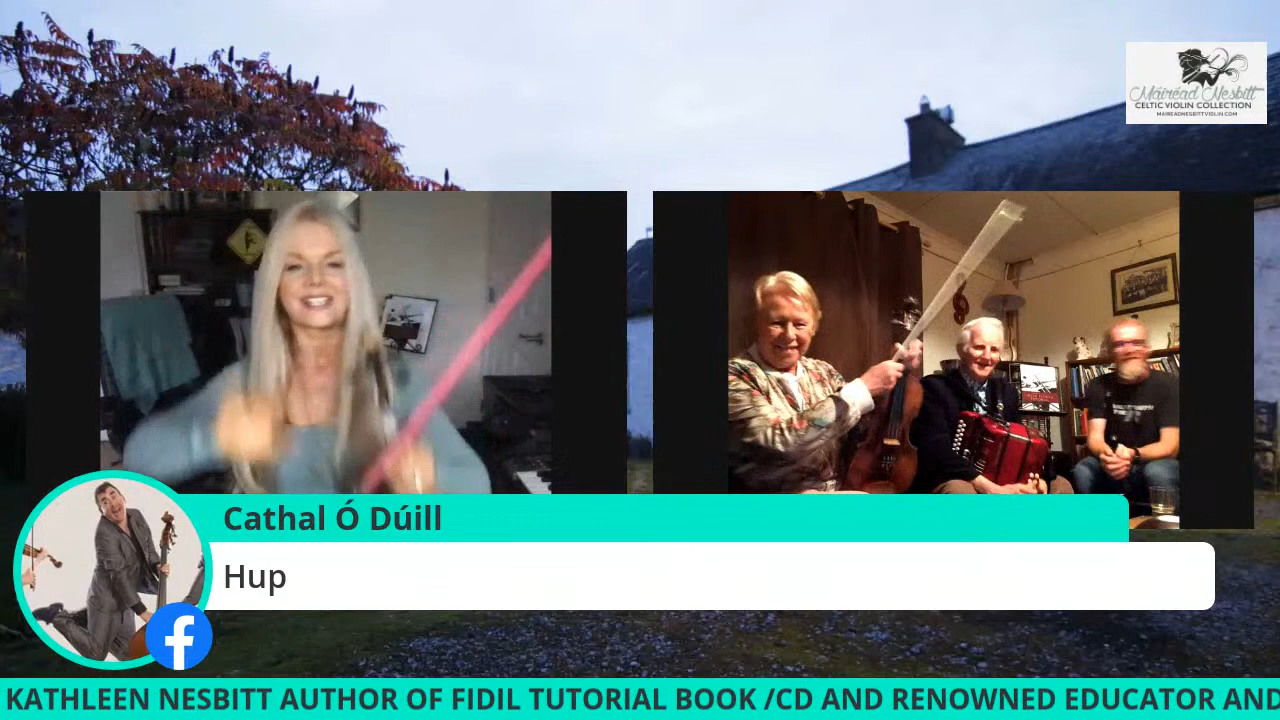 Máiréad Nesbitt
CELTIC VIOLIN COLLECTION
MAIREADNESBITTVIOLIN.COM
Cathal Ó Dúill
Hup
KATHLEEN NESBITT AUTHOR OF FIDIL TUTORIAL BOOK /CD AND RENOWNED EDUCATOR AND